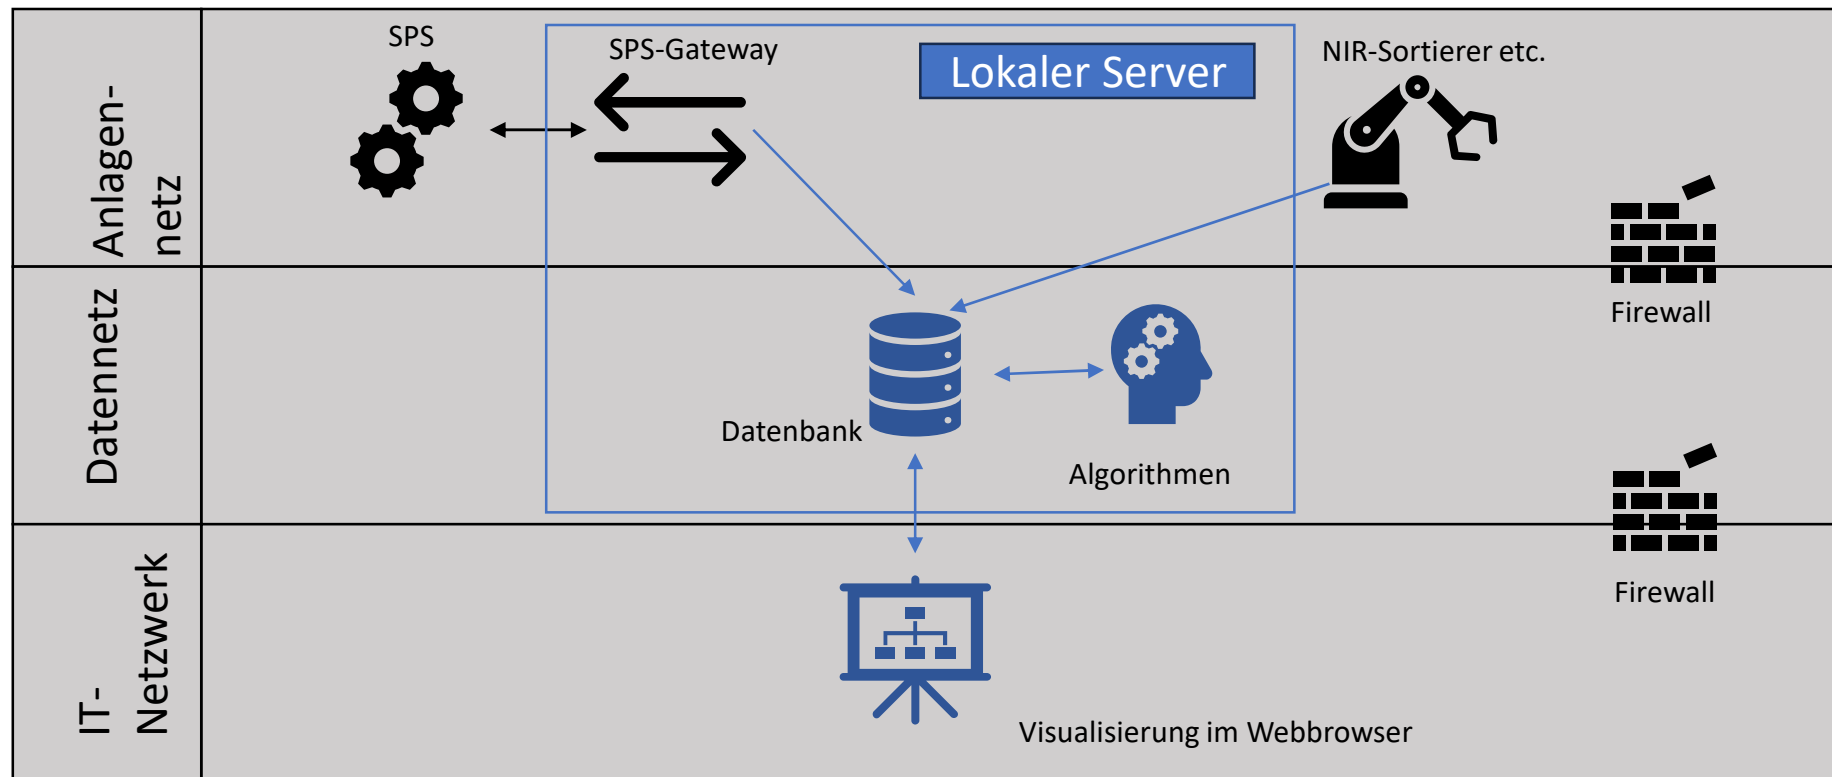 Anlagen-
netz
SPS
SPS-Gateway
Lokaler Server
NIR-Sortierer etc.
Firewall
Datennetz
Datenbank
Algorithmen
Firewall
IT-
Netzwerk
Visualisierung im Webbrowser